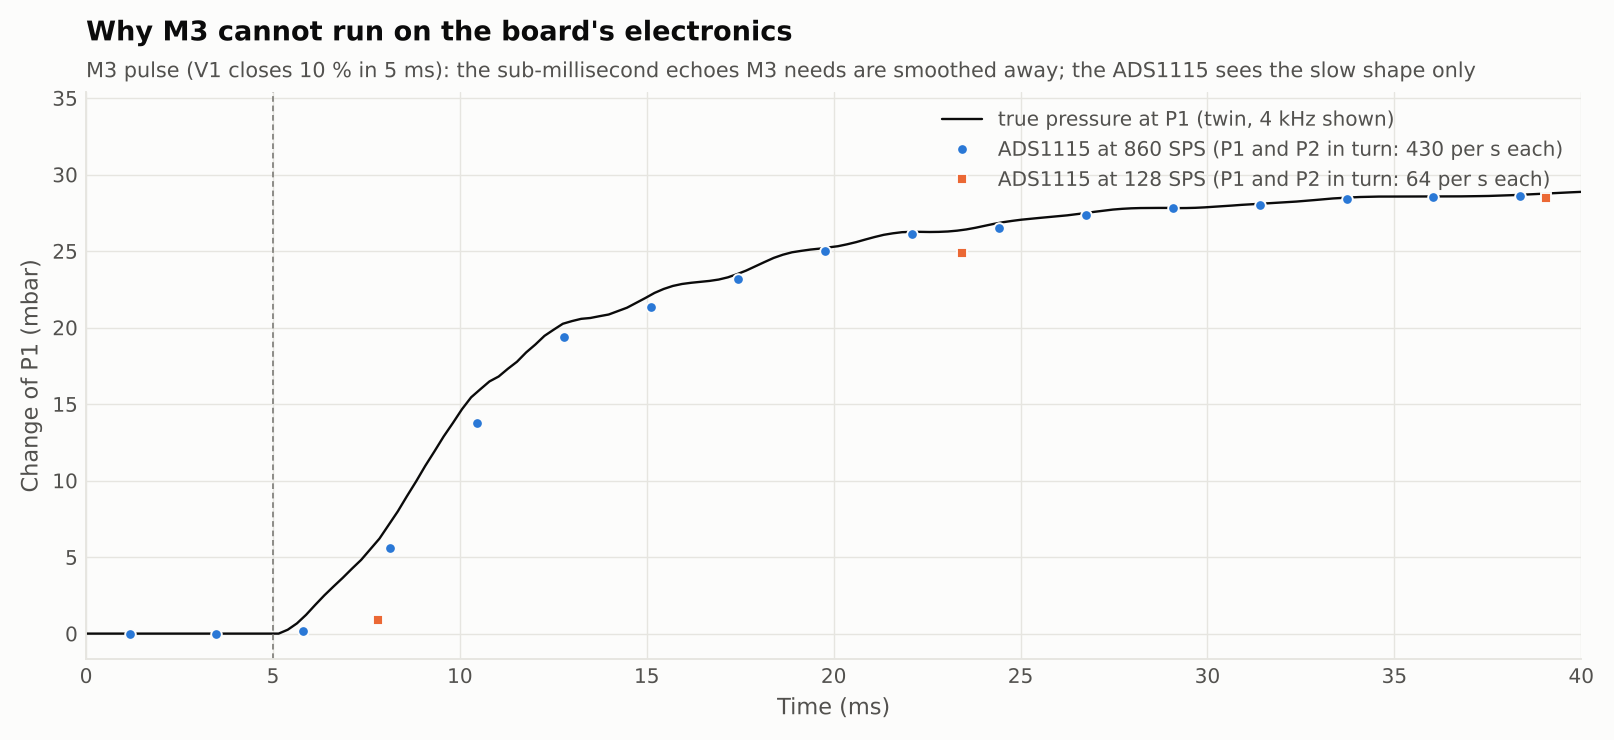 Why M3 cannot run on the board's electronics
M3 pulse (V1 closes 10 % in 5 ms): the sub-millisecond echoes M3 needs are smoothed away; the ADS1115 sees the slow shape only
true pressure at P1 (twin, 4 kHz shown)
ADS1115 at 860 SPS (P1 and P2 in turn: 430 per s each)
ADS1115 at 128 SPS (P1 and P2 in turn: 64 per s each)
Change of P1 (mbar)
35
30
25
20
15
10
5
0
0 5 10 15 20 25 30 35 40
Time (ms)